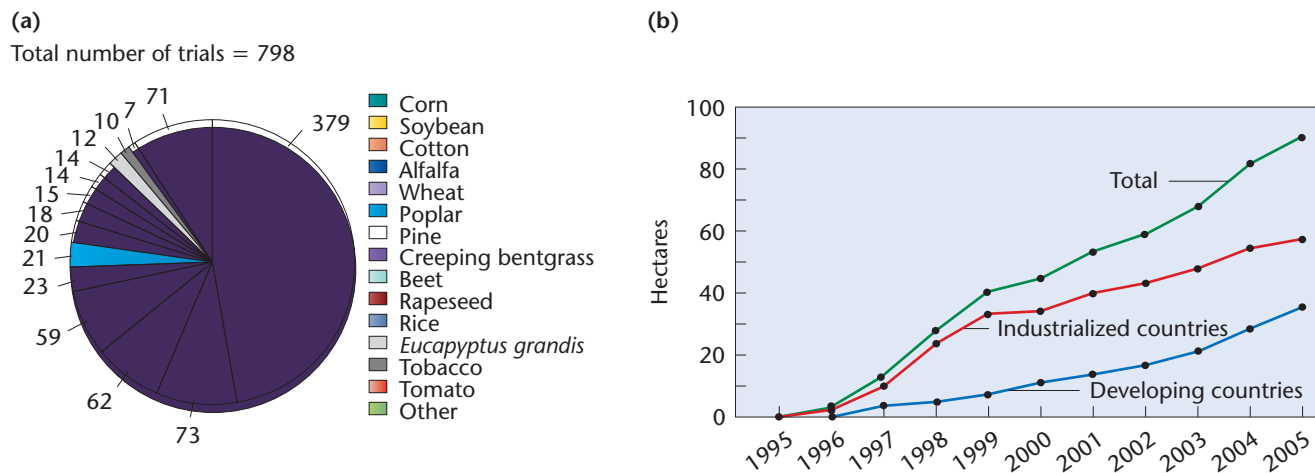 (a)
Total number of trials = 798
379
73
62
59
23
21
20
18
15
14
14
12
10
7
71
Corn
Soybean
Cotton
Alfalfa
Wheat
Poplar
Pine
Creeping bentgrass
Beet
Rapeseed
Rice
Eucapyptus grandis
Tobacco
Tomato
Other
(b)
Hectares
100
80
60
40
20
0
Total
Industrialized countries
Developing countries
1995
1996
1997
1998
1999
2000
2001
2002
2003
2004
2005